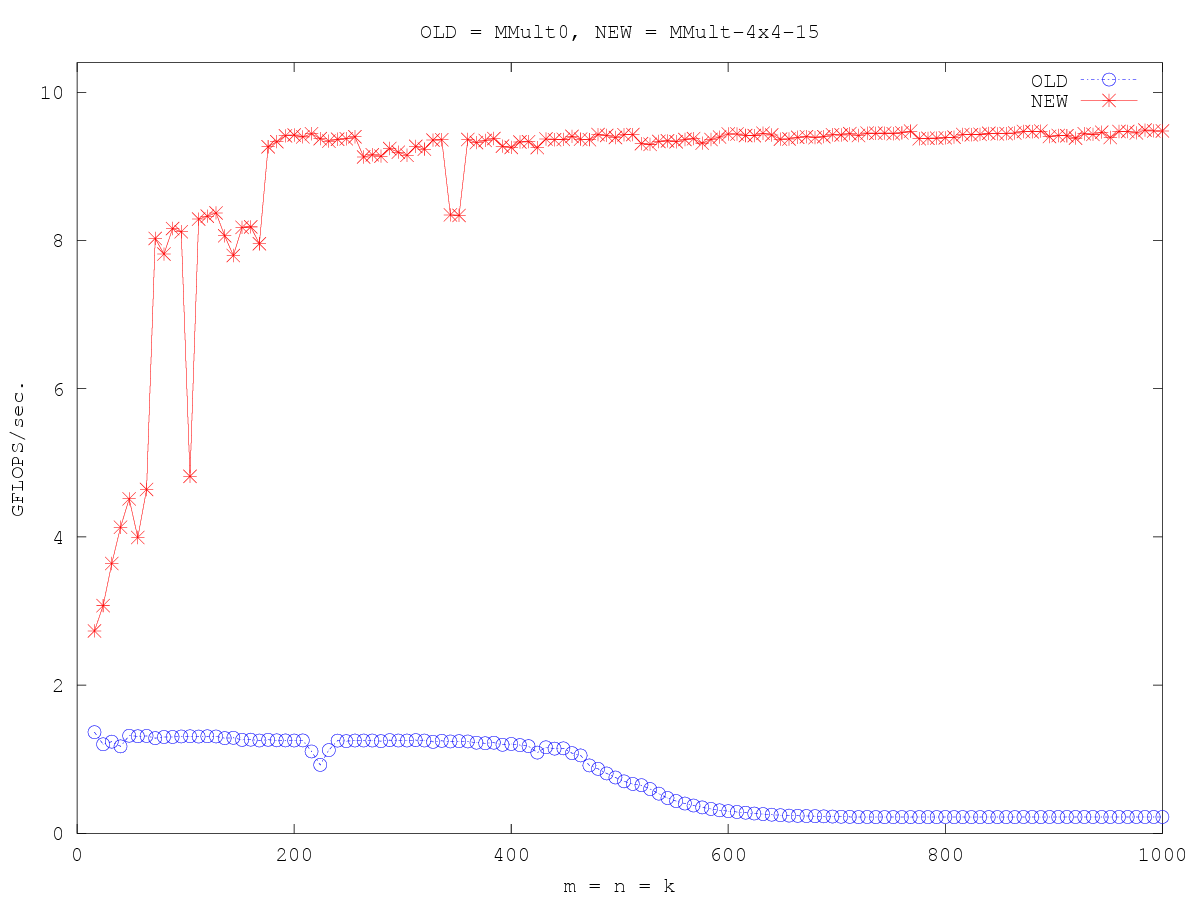 OLD = MMult0, NEW = MMult-4x4-15
OLD
NEW
10
8
6
4
2
0
GFLOPS/sec.
0 200 400 600 800 1000
m = n = k